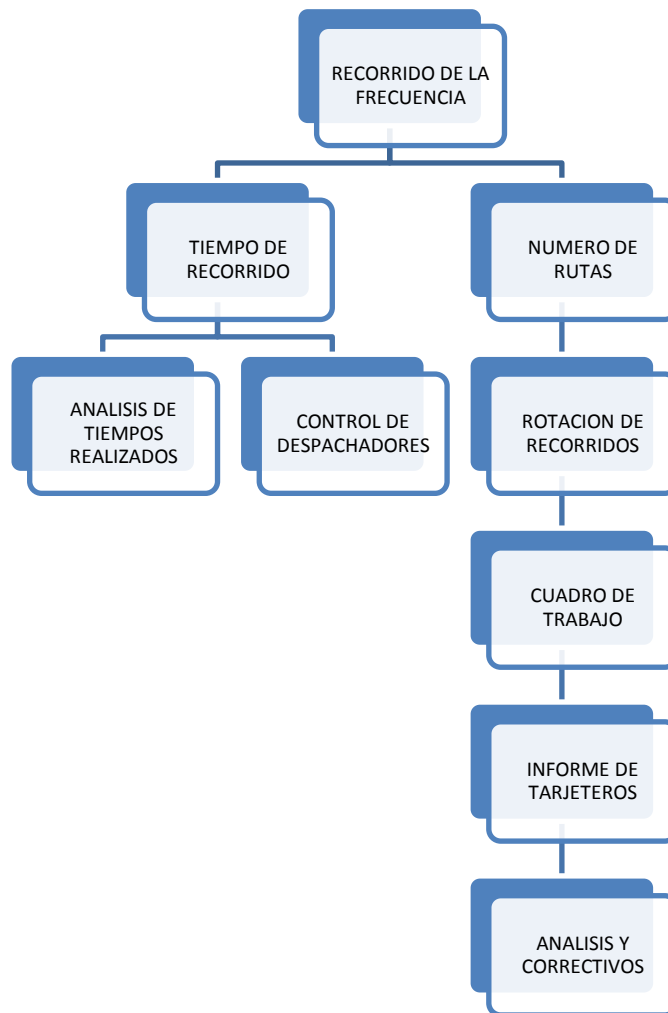 RECORRIDO DE LA
FRECUENCIA
TIEMPO DE
RECORRIDO
NUMERO DE
RUTAS
ANALISIS DE
TIEMPOS
REALIZADOS
CONTROL DE
DESPACHADORES
ROTACION DE
RECORRIDOS
CUADRO DE
TRABAJO
INFORME DE
TARJETEROS
ANALISIS Y
CORRECTIVOS